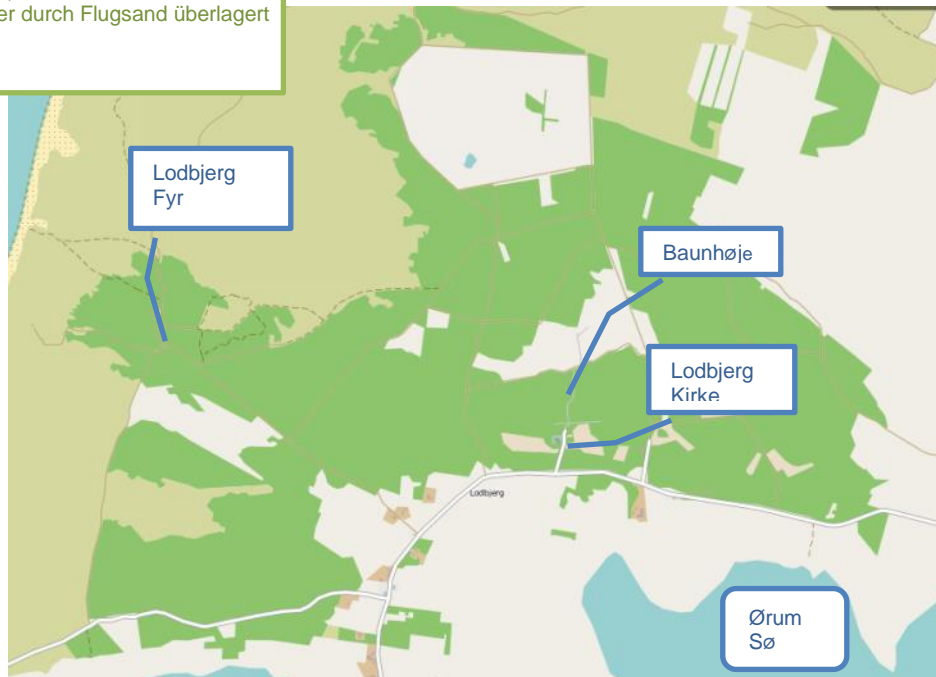 er durch Flugsand überlagert
Lodbjerg
Fyr
Baunhøje
Lodbjerg
Kirke
Lodbjerg
Ørum
Sø